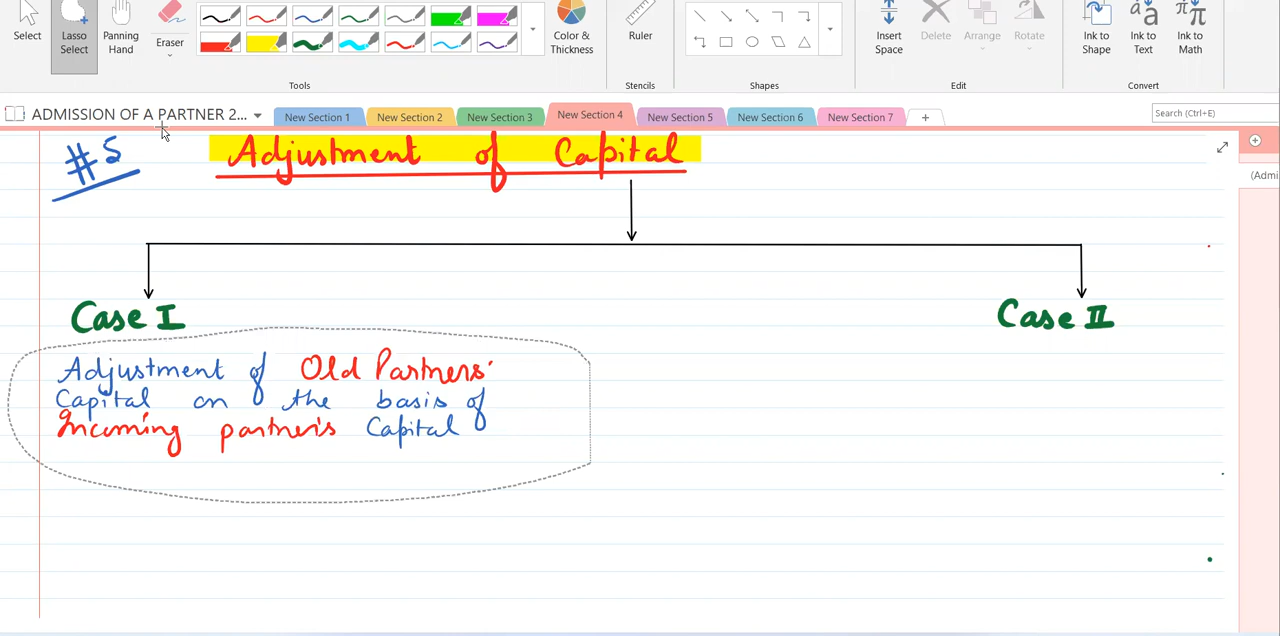 Select
Lasso Select
Panning Hand
Eraser
Color & Thickness
Ruler
Insert Space
Delete
Arrange
Rotate
Ink to Shape
Ink to Text
Ink to Math
Tools
Stencils
Shapes
Edit
Convert
ADMISSION OF A PARTNER 2...
New Section 1
New Section 2
New Section 3
New Section 4
New Section 5
New Section 6
New Section 7
Search (Ctrl+E)
(Admi
#5
Adjustment of Capital
Case I
Case II
Adjustment of Old Partners'
Capital on the basis of
Incoming partner's Capital